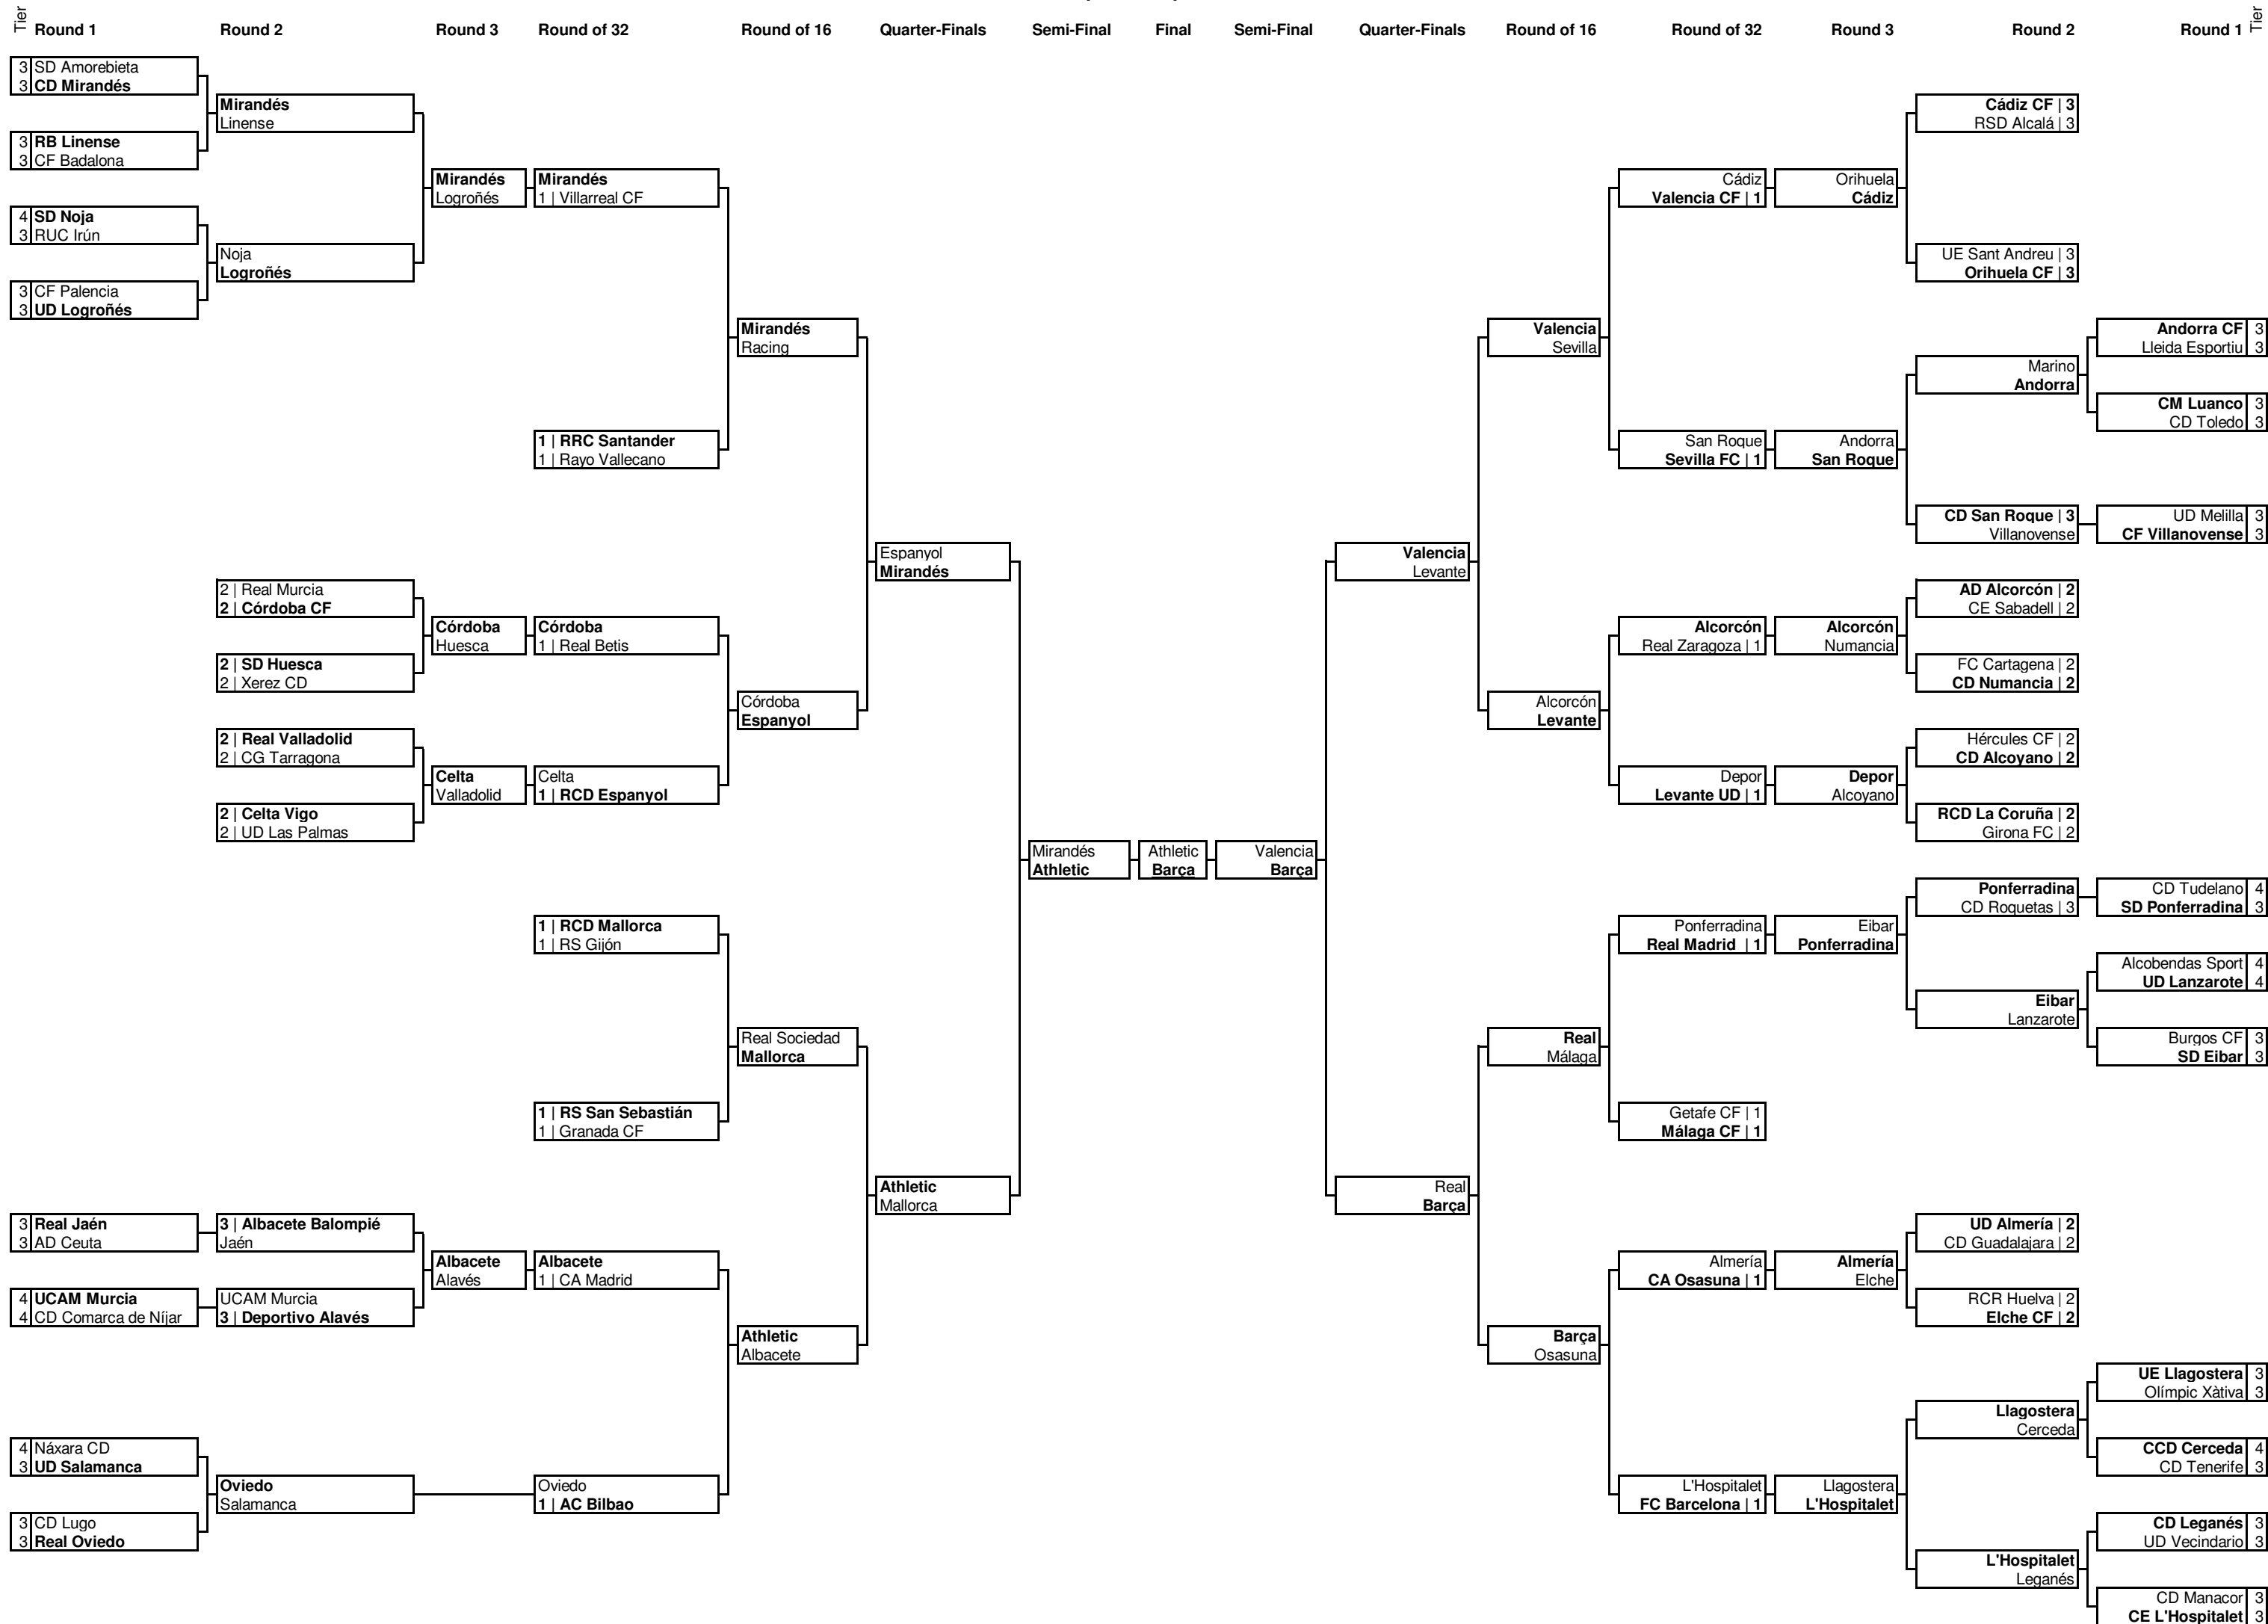 Tier Round 1 Round 2 Round 3 Round of 32 Round of 16 Quarter-Finals Semi-Final Final Semi-Final Quarter-Finals Round of 16 Round of 32 Round 3 Round 2 Round 1 Tier
3 SD Amorebieta
3 CD Mirandés
3 RB Linense
3 CF Badalona
4 SD Noja
3 RUC Irún
3 CF Palencia
3 UD Logroñés
3 Real Jaén
3 AD Ceuta
4 UCAM Murcia
4 CD Comarca de Níjar
4 Náxara CD
3 UD Salamanca
3 CD Lugo
3 Real Oviedo
Mirandés
Linense
Noja
Logroñés
2 | Real Murcia
2 | Córdoba CF
2 | SD Huesca
2 | Xerez CD
2 | Real Valladolid
2 | CG Tarragona
2 | Celta Vigo
2 | UD Las Palmas
3 | Albacete Balompié
Jaén
UCAM Murcia
3 | Deportivo Alavés
Oviedo
Salamanca
Mirandés
Logroñés
Córdoba
Huesca
Celta
Valladolid
Albacete
Alavés
Mirandés
1 | Villarreal CF
1 | RRC Santander
1 | Rayo Vallecano
Córdoba
1 | Real Betis
Celta
1 | RCD Espanyol
1 | RCD Mallorca
1 | RS Gijón
1 | RS San Sebastián
1 | Granada CF
Albacete
1 | CA Madrid
Oviedo
1 | AC Bilbao
Mirandés
Racing
Córdoba
Espanyol
Real Sociedad
Mallorca
Athletic
Albacete
Espanyol
Mirandés
Athletic
Mallorca
Mirandés
Athletic
Athletic
Barça
Valencia
Barça
Valencia
Levante
Real
Barça
Valencia
Sevilla
Alcorcón
Levante
Real
Málaga
Barça
Osasuna
Cádiz
Valencia CF | 1
San Roque
Sevilla FC | 1
Alcorcón
Real Zaragoza | 1
Depor
Levante UD | 1
Ponferradina
Real Madrid | 1
Getafe CF | 1
Málaga CF | 1
Almería
CA Osasuna | 1
L'Hospitalet
FC Barcelona | 1
Orihuela
Cádiz
Andorra
San Roque
Alcorcón
Numancia
Depor
Alcoyano
Eibar
Ponferradina
Almería
Elche
Llagostera
L'Hospitalet
Cádiz CF | 3
RSD Alcalá | 3
UE Sant Andreu | 3
Orihuela CF | 3
Marino
Andorra
CD San Roque | 3
Villanovense
AD Alcorcón | 2
CE Sabadell | 2
FC Cartagena | 2
CD Numancia | 2
Hércules CF | 2
CD Alcoyano | 2
RCD La Coruña | 2
Girona FC | 2
Ponferradina
CD Roquetas | 3
Eibar
Lanzarote
UD Almería | 2
CD Guadalajara | 2
RCR Huelva | 2
Elche CF | 2
Llagostera
Cerceda
L'Hospitalet
Leganés
Andorra CF 3
Lleida Esportiu 3
CM Luanco 3
CD Toledo 3
UD Melilla 3
CF Villanovense 3
CD Tudelano 4
SD Ponferradina 3
Alcobendas Sport 4
UD Lanzarote 4
Burgos CF 3
SD Eibar 3
UE Llagostera 3
Olímpic Xàtiva 3
CCD Cerceda 4
CD Tenerife 3
CD Leganés 3
UD Vecindario 3
CD Manacor 3
CE L'Hospitalet 3